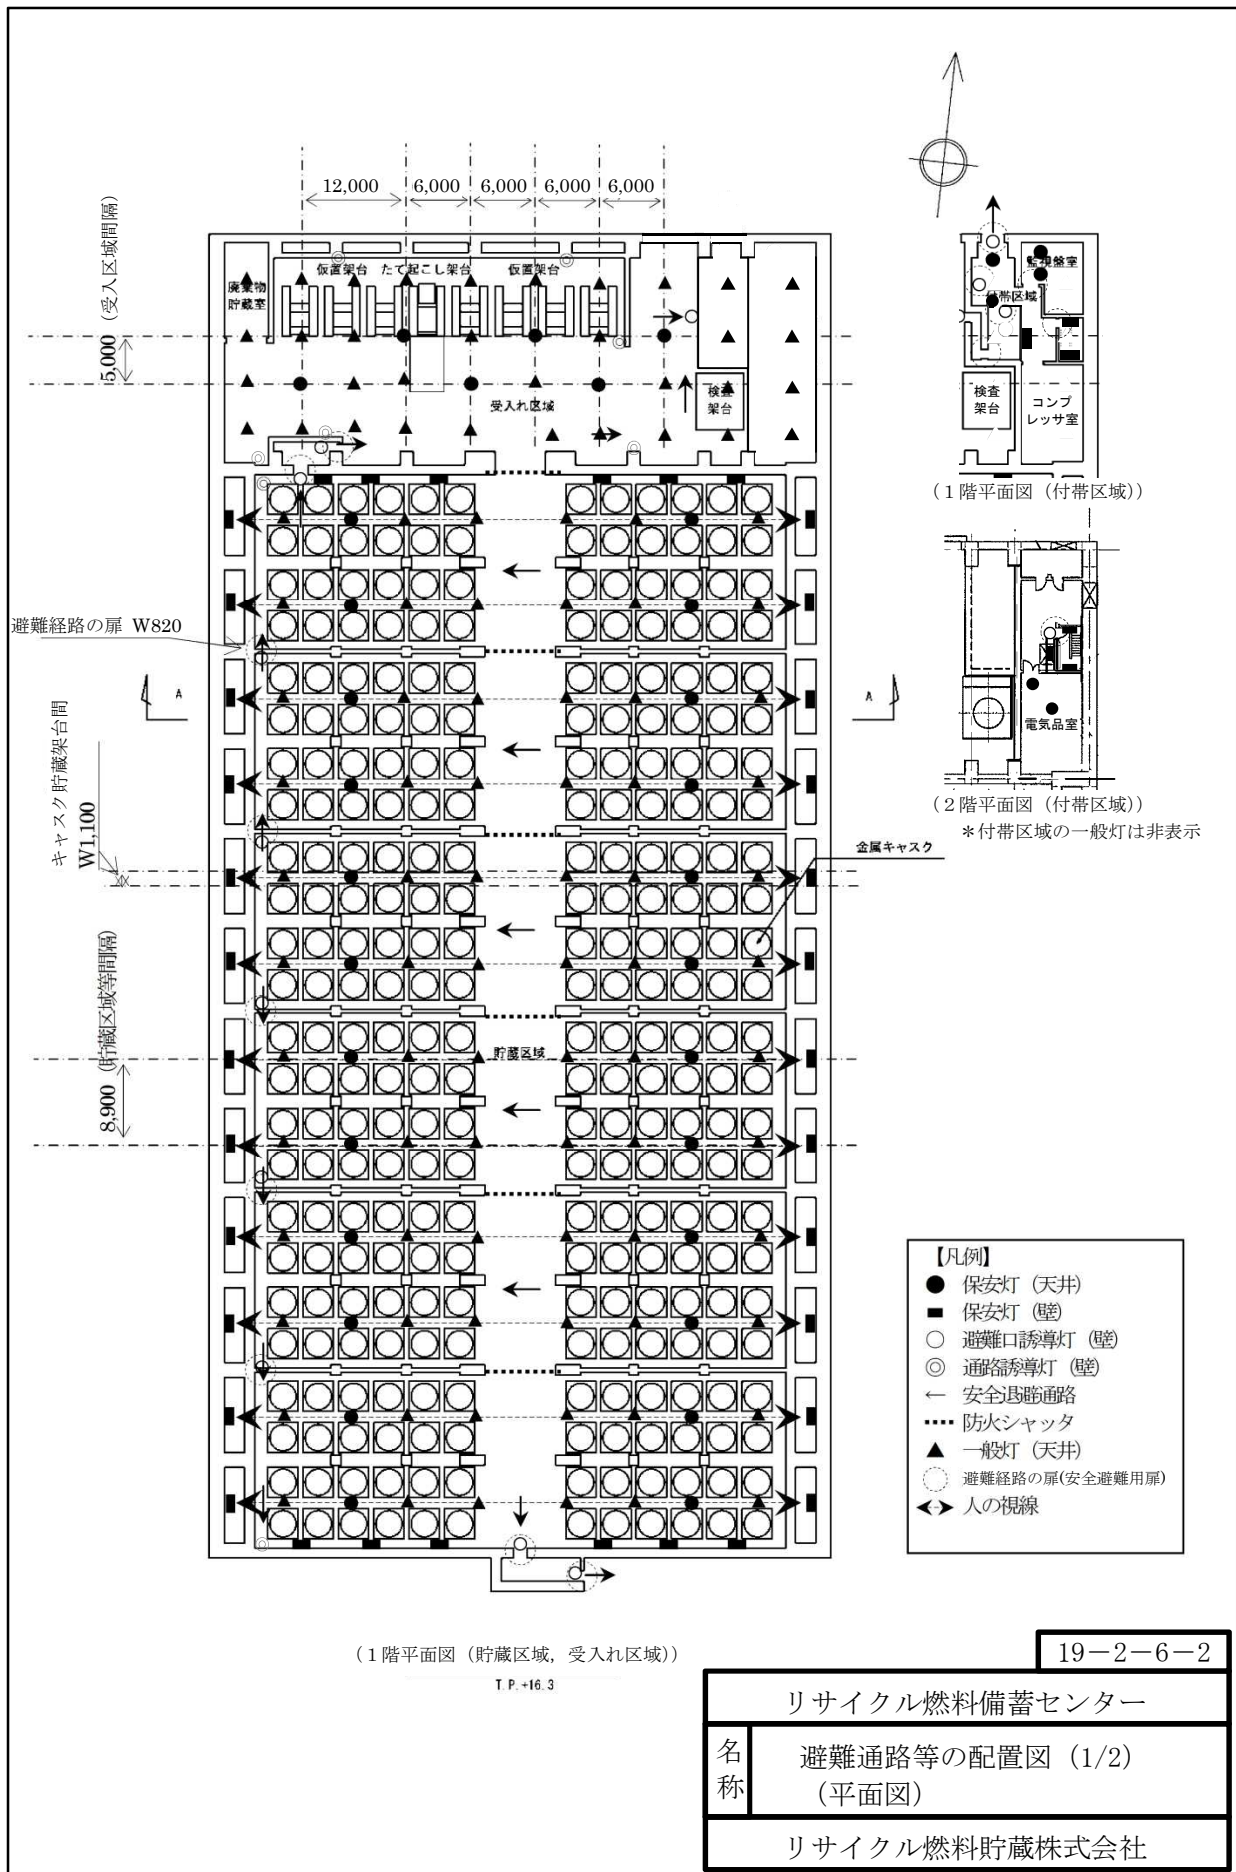 12,000
6,000
6,000
6,000
6,000
5,000 (受入区域間隔)
仮置架台
たて起こし架台
仮置架台
廃棄物
貯蔵室
検査
架台
受入れ区域
監視盤室
付帯区域
検査
架台
コンプ
レッサ室
(1階平面図(付帯区域))
避難経路の扉 W820
A
A
電気品室
(2階平面図(付帯区域))
*付帯区域の一般灯は非表示
キャスク貯蔵架台間
W1,100
金属キャスク
8,900 (貯蔵区域等間隔)
貯蔵区域
【凡例】
● 保安灯(天井)
■ 保安灯(壁)
○ 避難口誘導灯(壁)
◎ 通路誘導灯(壁)
← 安全退避通路
防火シャッタ
▲ 一般灯(天井)
避難経路の扉(安全避難用扉)
人の視線
(1階平面図(貯蔵区域,受入れ区域))
T.P.+16.3
19-2-6-2
リサイクル燃料備蓄センター
名称
避難通路等の配置図(1/2)
(平面図)
リサイクル燃料貯蔵株式会社